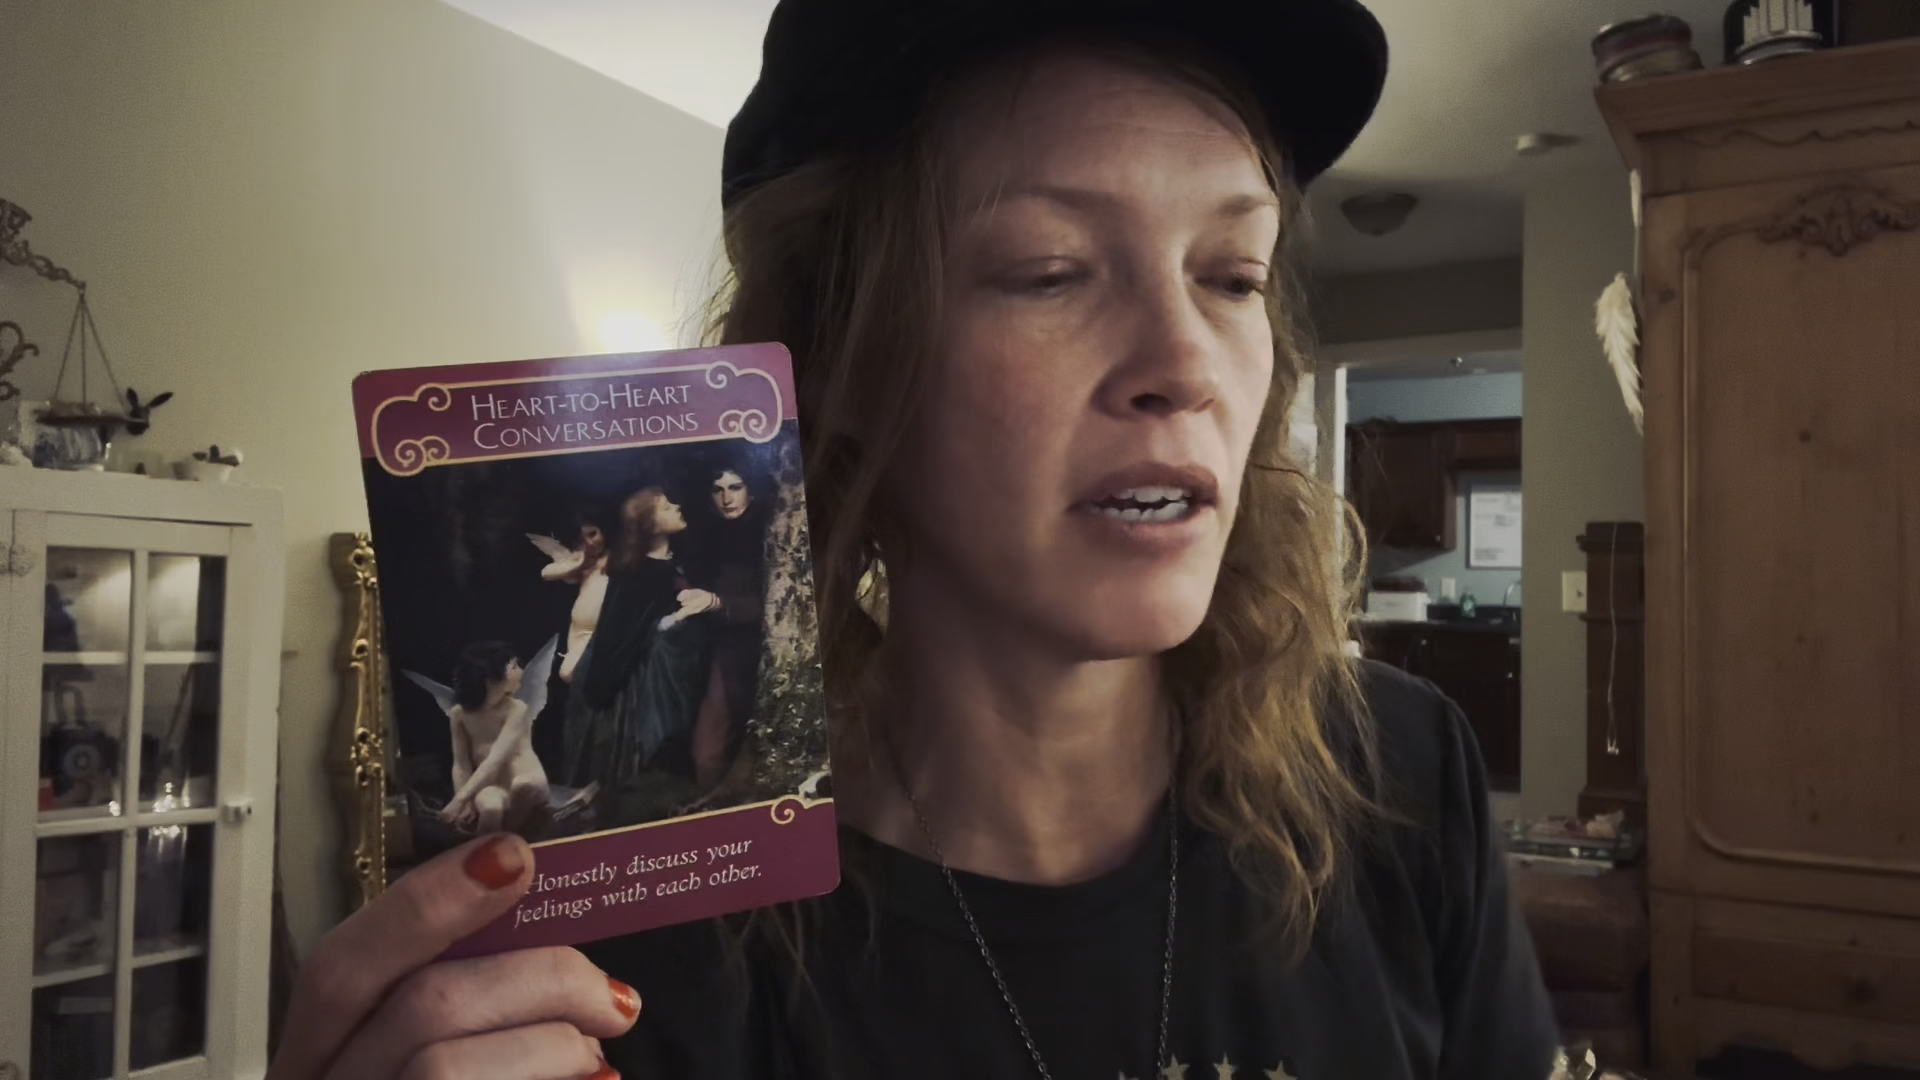 HEART-TO-HEART
CONVERSATIONS
Honestly discuss your
feelings with each other.